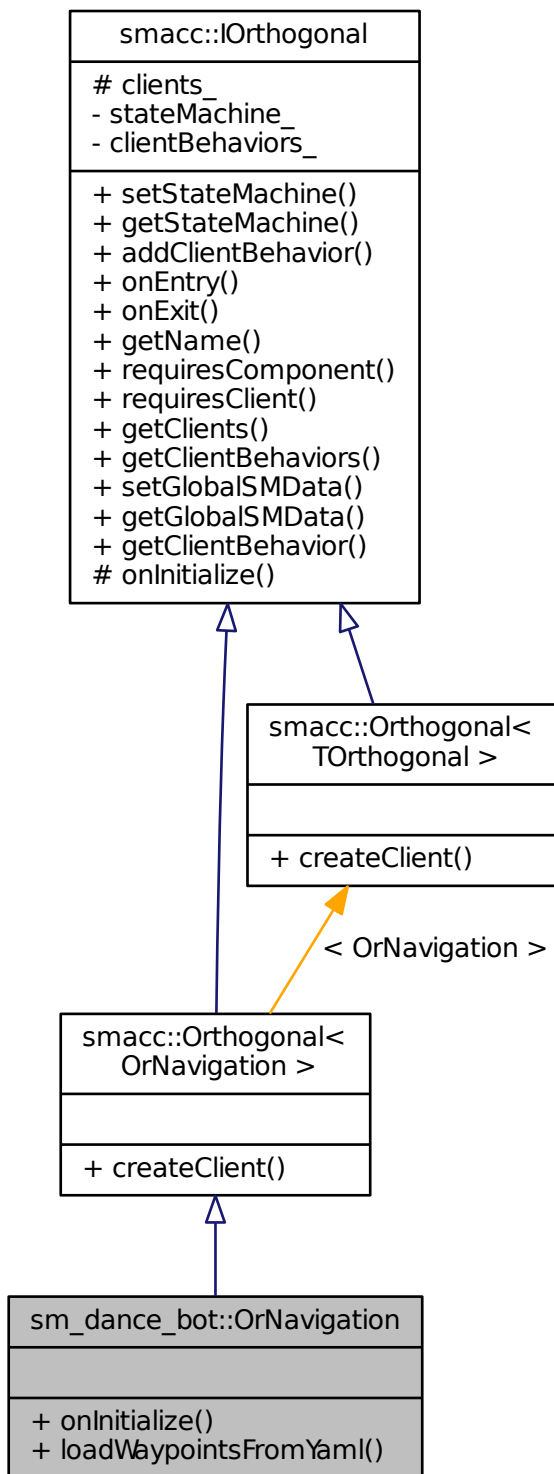 smacc::IOrthogonal
# clients_
- stateMachine_
- clientBehaviors_
+ setStateMachine()
+ getStateMachine()
+ addClientBehavior()
+ onEntry()
+ onExit()
+ getName()
+ requiresComponent()
+ requiresClient()
+ getClients()
+ getClientBehaviors()
+ setGlobalSMData()
+ getGlobalSMData()
+ getClientBehavior()
# onInitialize()
smacc::Orthogonal<
TOrthogonal >
+ createClient()
< OrNavigation >
smacc::Orthogonal<
OrNavigation >
+ createClient()
sm_dance_bot::OrNavigation
+ onInitialize()
+ loadWaypointsFromYaml()